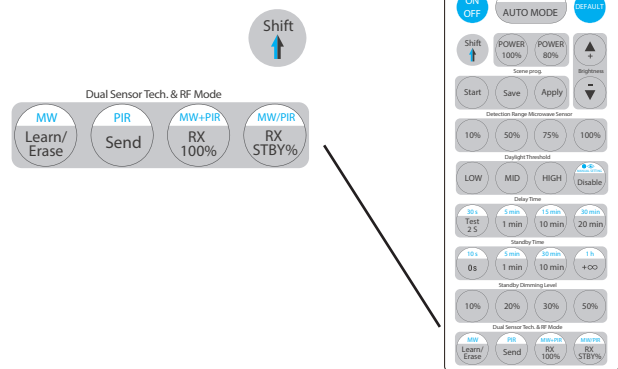 Shift
Dual Sensor Tech. & RF Mode
MW PIR MW+PIR MW/PIR
Learn/ Erase Send RX 100% RX STBY%
ON OFF AUTO MODE DEFAULT
Shift POWER 100% POWER 80% + Brightness
Scene prog.
Start Save Apply -
Detection Range Microwave Sensor
10% 50% 75% 100%
Daylight Threshold
LOW MID HIGH Disable
Delay Time
30 s 5 min 15 min 30 min
Test 2 S 1 min 10 min 20 min
Standby Time
10 s 5 min 30 min 1 h
0s 1 min 10 min +∞
Standby Dimming Level
10% 20% 30% 50%
Dual Sensor Tech. & RF Mode
MW PIR MW+PIR MW/PIR
Learn/ Erase Send RX 100% RX STBY%